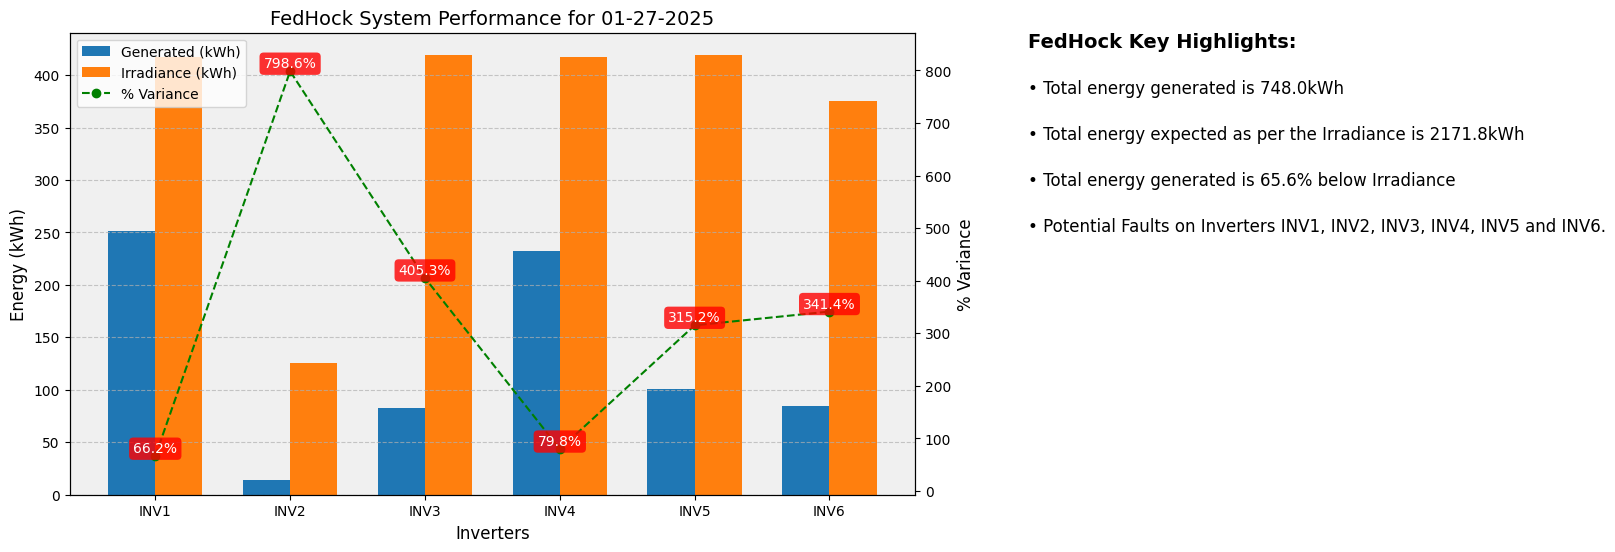 FedHock System Performance for 01-27-2025
Generated (kWh)
Irradiance (kWh)
% Variance
Energy (kWh)
400
350
300
250
200
150
100
50
0
66.2%
798.6%
405.3%
79.8%
315.2%
341.4%
800
700
600
500
400
300
200
100
0
% Variance
INV1
INV2
INV3
INV4
INV5
INV6
Inverters
FedHock Key Highlights:
• Total energy generated is 748.0kWh
• Total energy expected as per the Irradiance is 2171.8kWh
• Total energy generated is 65.6% below Irradiance
• Potential Faults on Inverters INV1, INV2, INV3, INV4, INV5 and INV6.